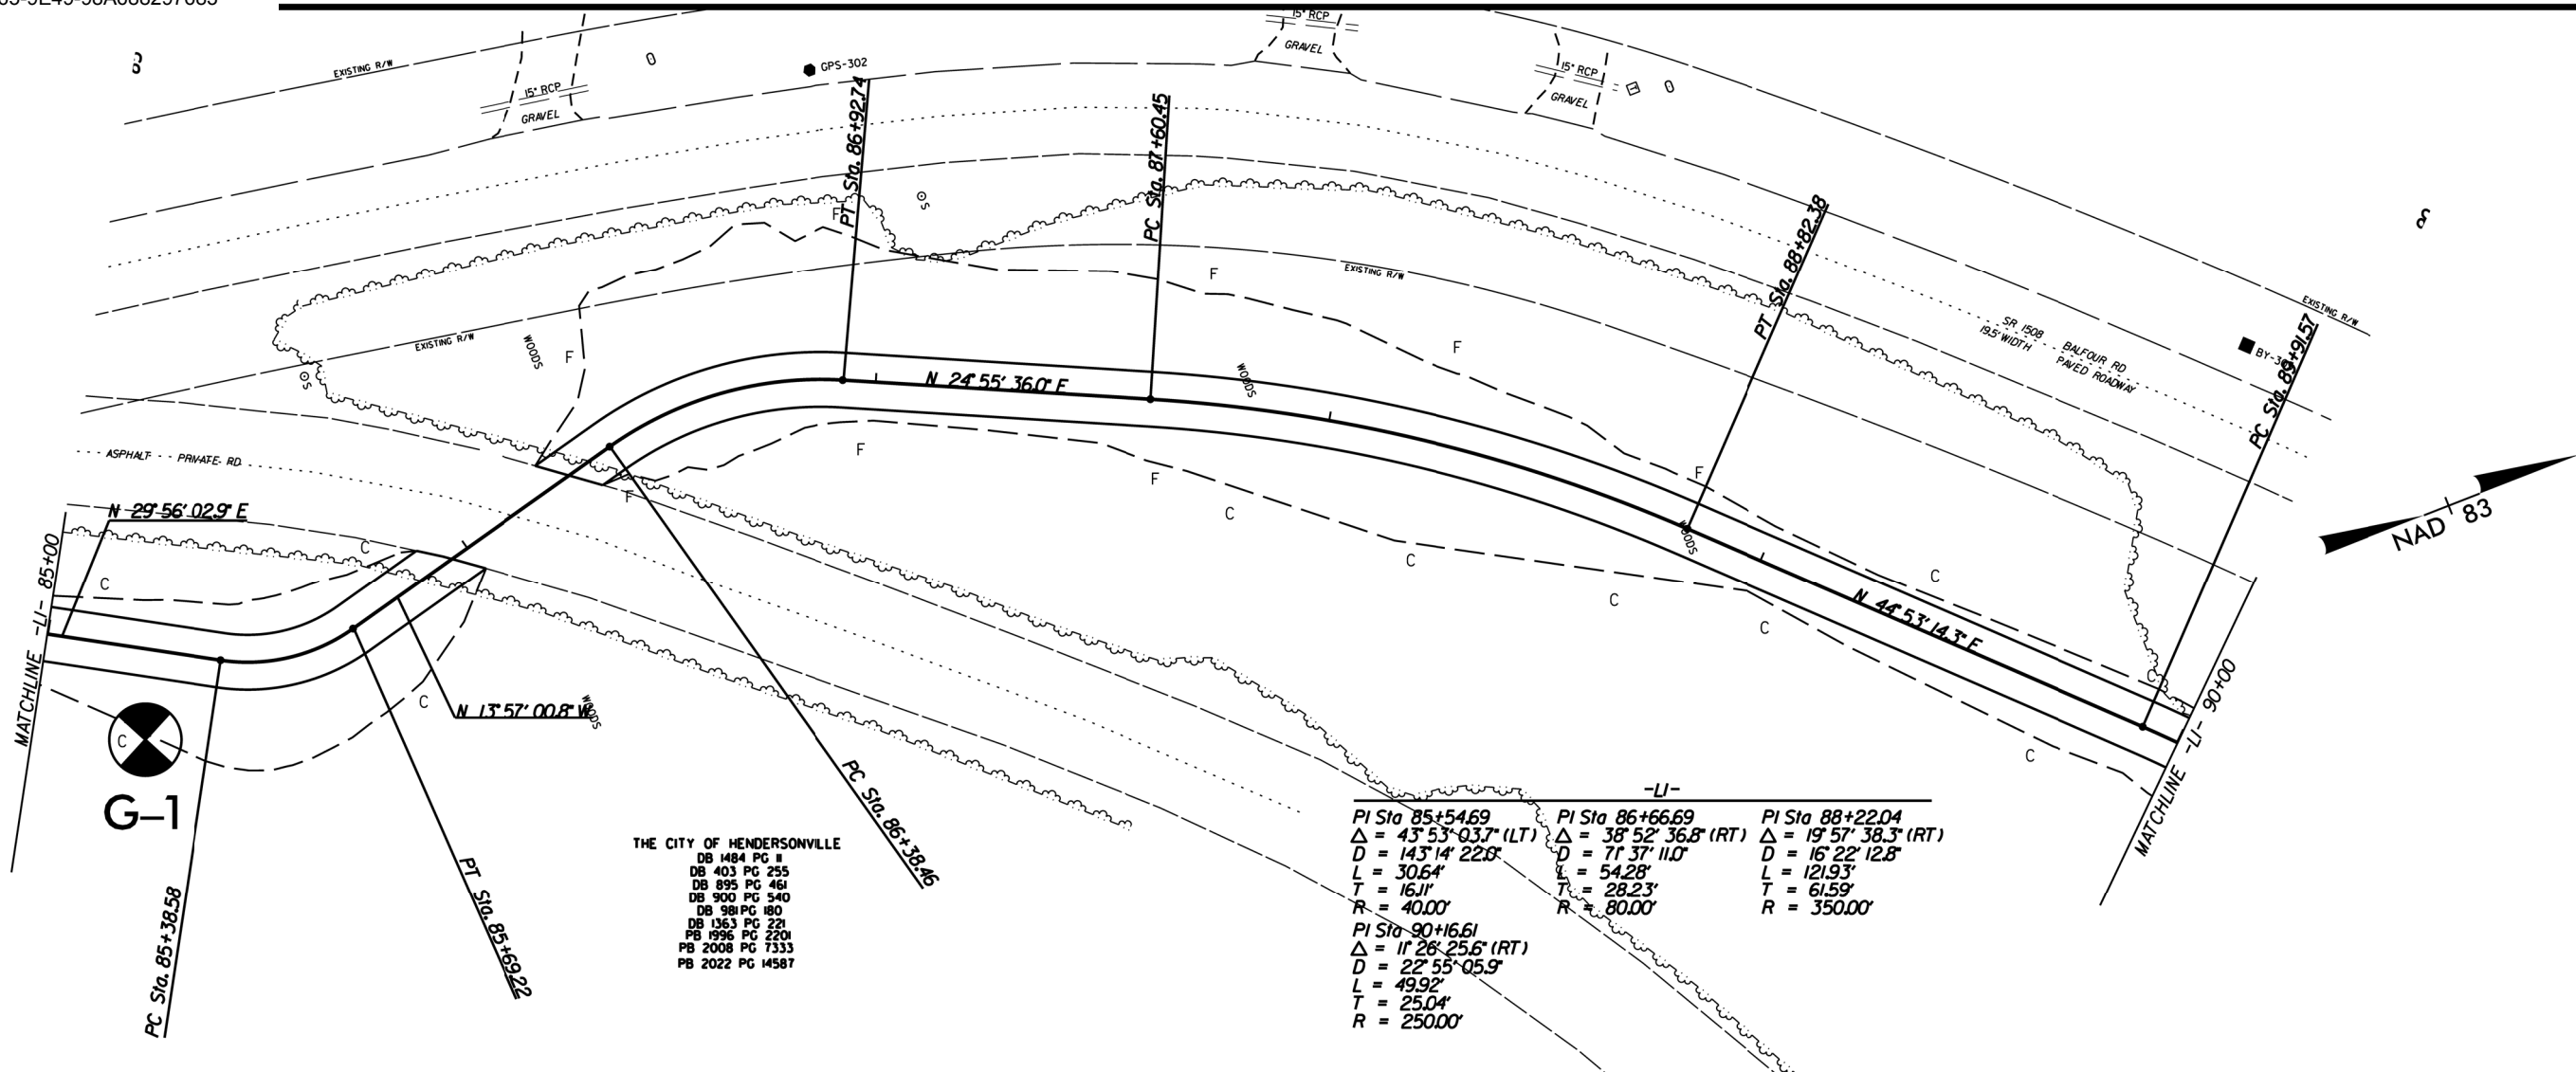 15" RCP
GRAVEL
EXISTING R/W
15" RCP
GRAVEL
GPS-302
15" RCP
GRAVEL
PT Sta. 86+92.74
PC Sta. 87+60.45
PT Sta. 88+82.38
PC Sta. 89+91.57
F
S
F
EXISTING R/W
EXISTING R/W
SR 1508
19.5' WIDTH
BALFOUR RD
PAVED ROADWAY
EXISTING R/W
WOODS
F
F
S
N 24° 55' 36.0" E
WOODS
F
F
F
F
C
ASPHALT PRIVATE RD
N 29° 56' 02.9" E
C
C
WOODS
C
C
C
C
NAD 83
N 44° 53' 14.3" E
-L1- 85+00
MATCHLINE
C
N 13° 57' 00.8" W
WOODS
C
C
-L1- 90+00
MATCHLINE
C
G-1
PC Sta. 85+38.58
PT Sta. 85+69.22
PC Sta. 86+38.46
THE CITY OF HENDERSONVILLE
DB 1484 PG 11
DB 403 PG 255
DB 895 PG 461
DB 900 PG 540
DB 981 PG 180
DB 1363 PG 221
PB 1996 PG 2201
PB 2008 PG 7333
PB 2022 PG 14587
-L1-
PI Sta 85+54.69
Δ = 43° 53' 03.7" (LT)
D = 143° 14' 22.0"
L = 30.64'
T = 16.11'
R = 40.00'
PI Sta 86+66.69
Δ = 38° 52' 36.8" (RT)
D = 71° 37' 11.0"
L = 54.28'
T = 28.23'
R = 80.00'
PI Sta 88+22.04
Δ = 19° 57' 38.3" (RT)
D = 16° 22' 12.8"
L = 121.93'
T = 61.59'
R = 350.00'
PI Sta 90+16.61
Δ = 11° 26' 25.6" (RT)
D = 22° 55' 05.9"
L = 49.92'
T = 25.04'
R = 250.00'